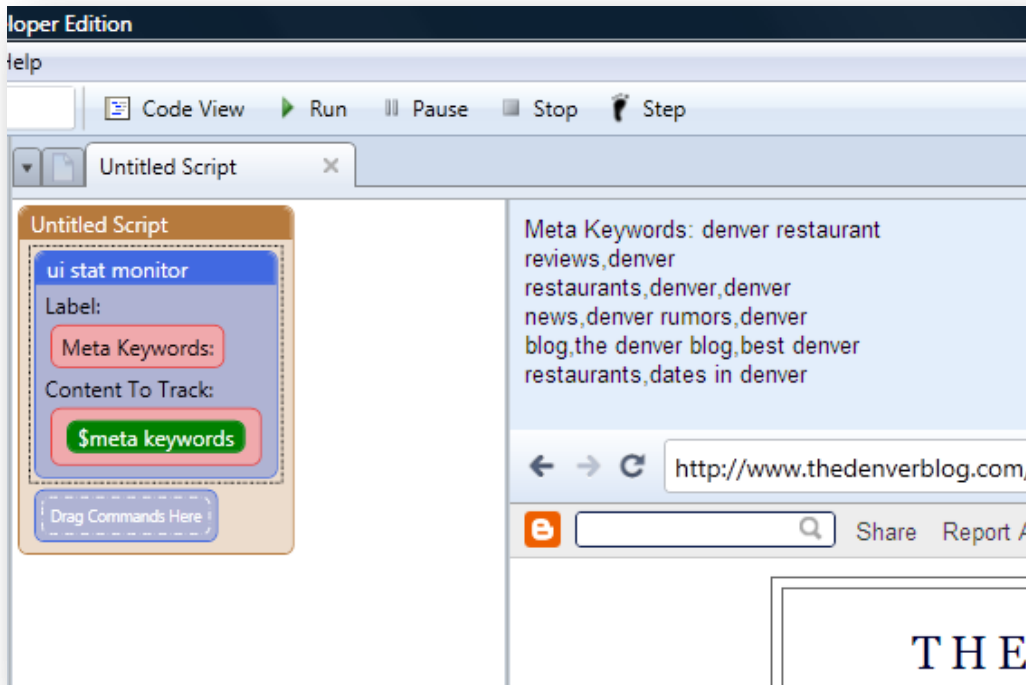 loper Edition
Help
Code View Run Pause Stop Step
Untitled Script
Untitled Script
ui stat monitor
Label:
Meta Keywords:
Content To Track:
$meta keywords
Drag Commands Here
Meta Keywords: denver restaurant
reviews,denver
restaurants,denver,denver
news,denver rumors,denver
blog,the denver blog,best denver
restaurants,dates in denver
http://www.thedenverblog.com/
Share Report A
THE